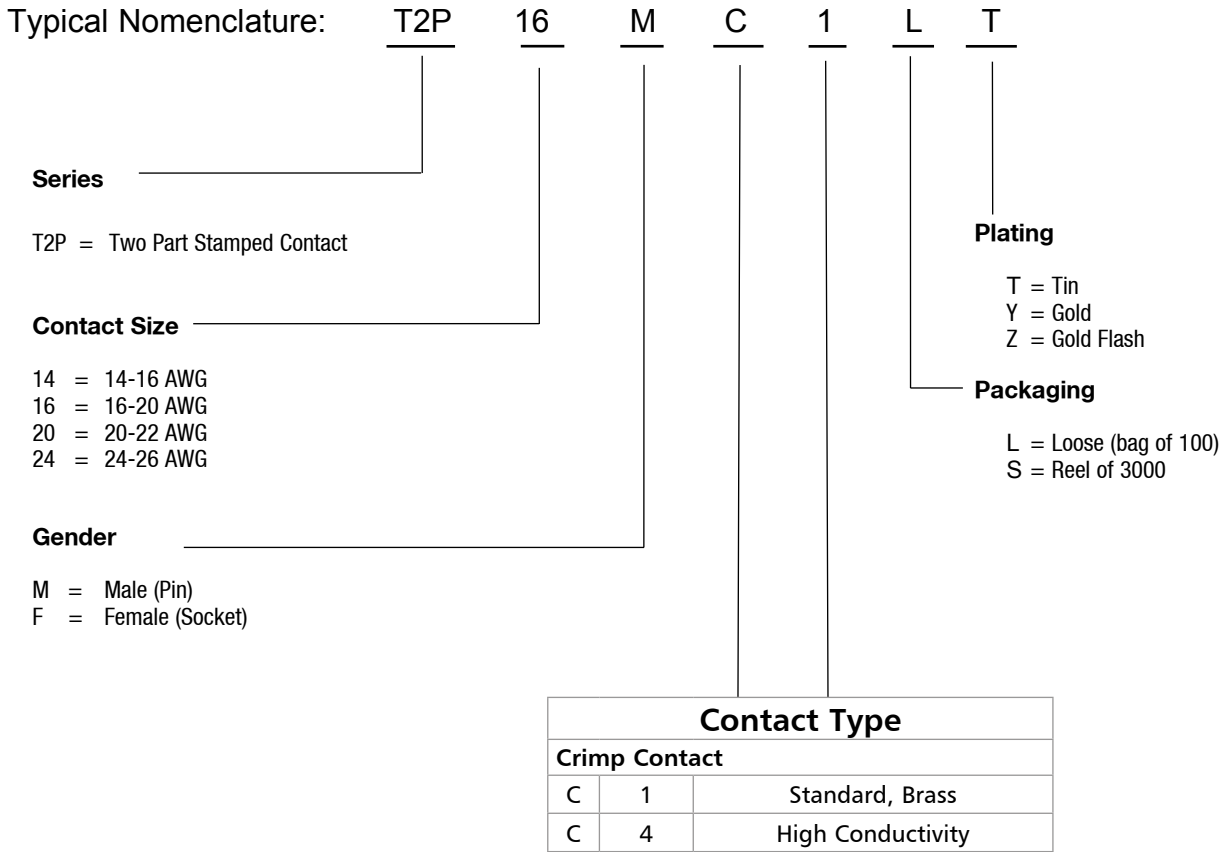 Typical Nomenclature: T2P 16 M C 1 L T
Series
T2P = Two Part Stamped Contact
Contact Size
14 = 14-16 AWG
16 = 16-20 AWG
20 = 20-22 AWG
24 = 24-26 AWG
Gender
M = Male (Pin)
F = Female (Socket)
Plating
T = Tin
Y = Gold
Z = Gold Flash
Packaging
L = Loose (bag of 100)
S = Reel of 3000
Contact Type
Crimp Contact
C 1 Standard, Brass
C 4 High Conductivity